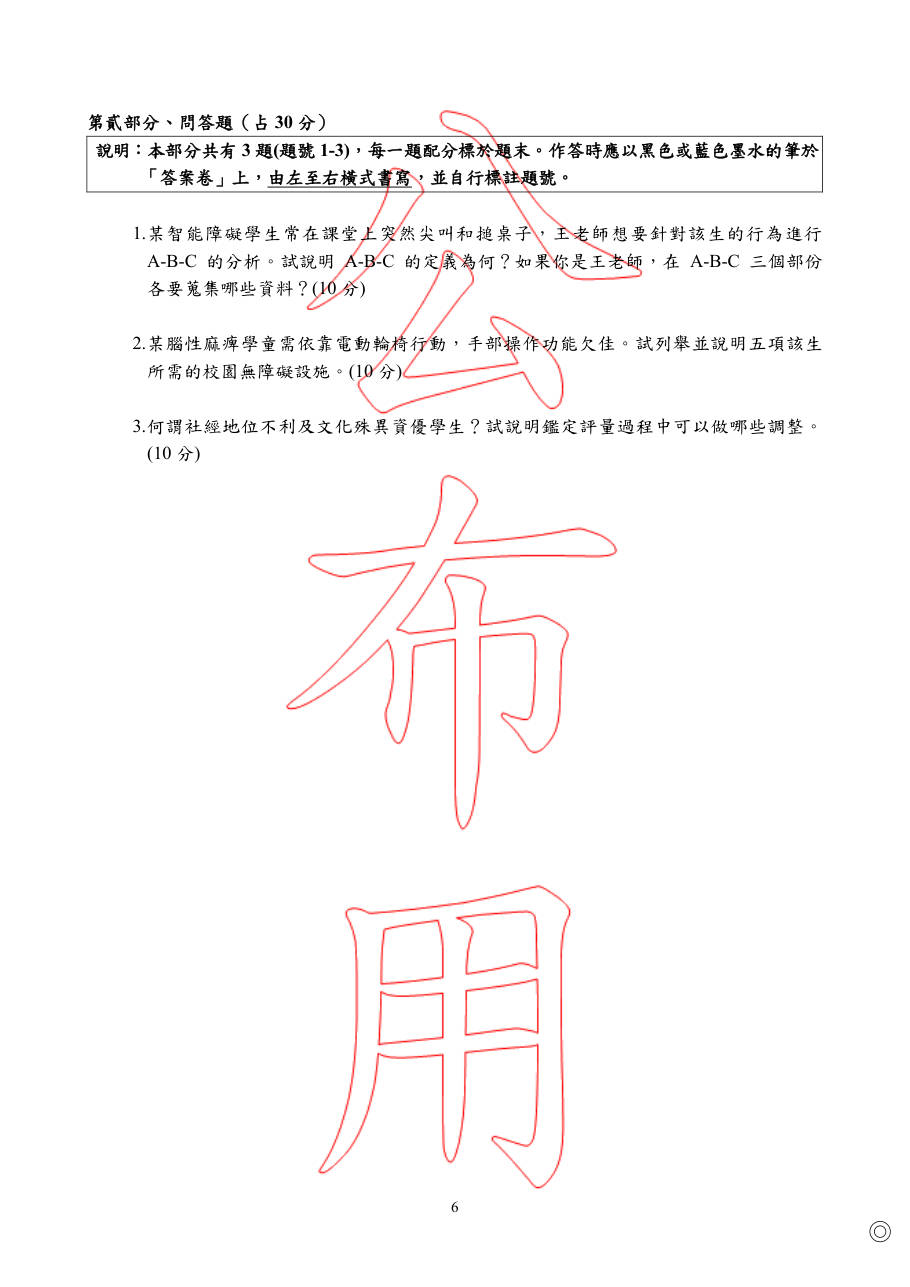 第貳部分、問答題（占 30 分）
說明：本部分共有 3 題(題號 1-3)，每一題配分標於題末。作答時應以黑色或藍色墨水的筆於
「答案卷」上，由左至右橫式書寫，並自行標註題號。
1.某智能障礙學生常在課堂上突然尖叫和搥桌子，王老師想要針對該生的行為進行
A-B-C 的分析。試說明 A-B-C 的定義為何？如果你是王老師，在 A-B-C 三個部份
各要蒐集哪些資料？(10 分)
2.某腦性麻痺學童需依靠電動輪椅行動，手部操作功能欠佳。試列舉並說明五項該生
所需的校園無障礙設施。(10 分)
3.何謂社經地位不利及文化殊異資優學生？試說明鑑定評量過程中可以做哪些調整。
(10 分)
公
布
用
6